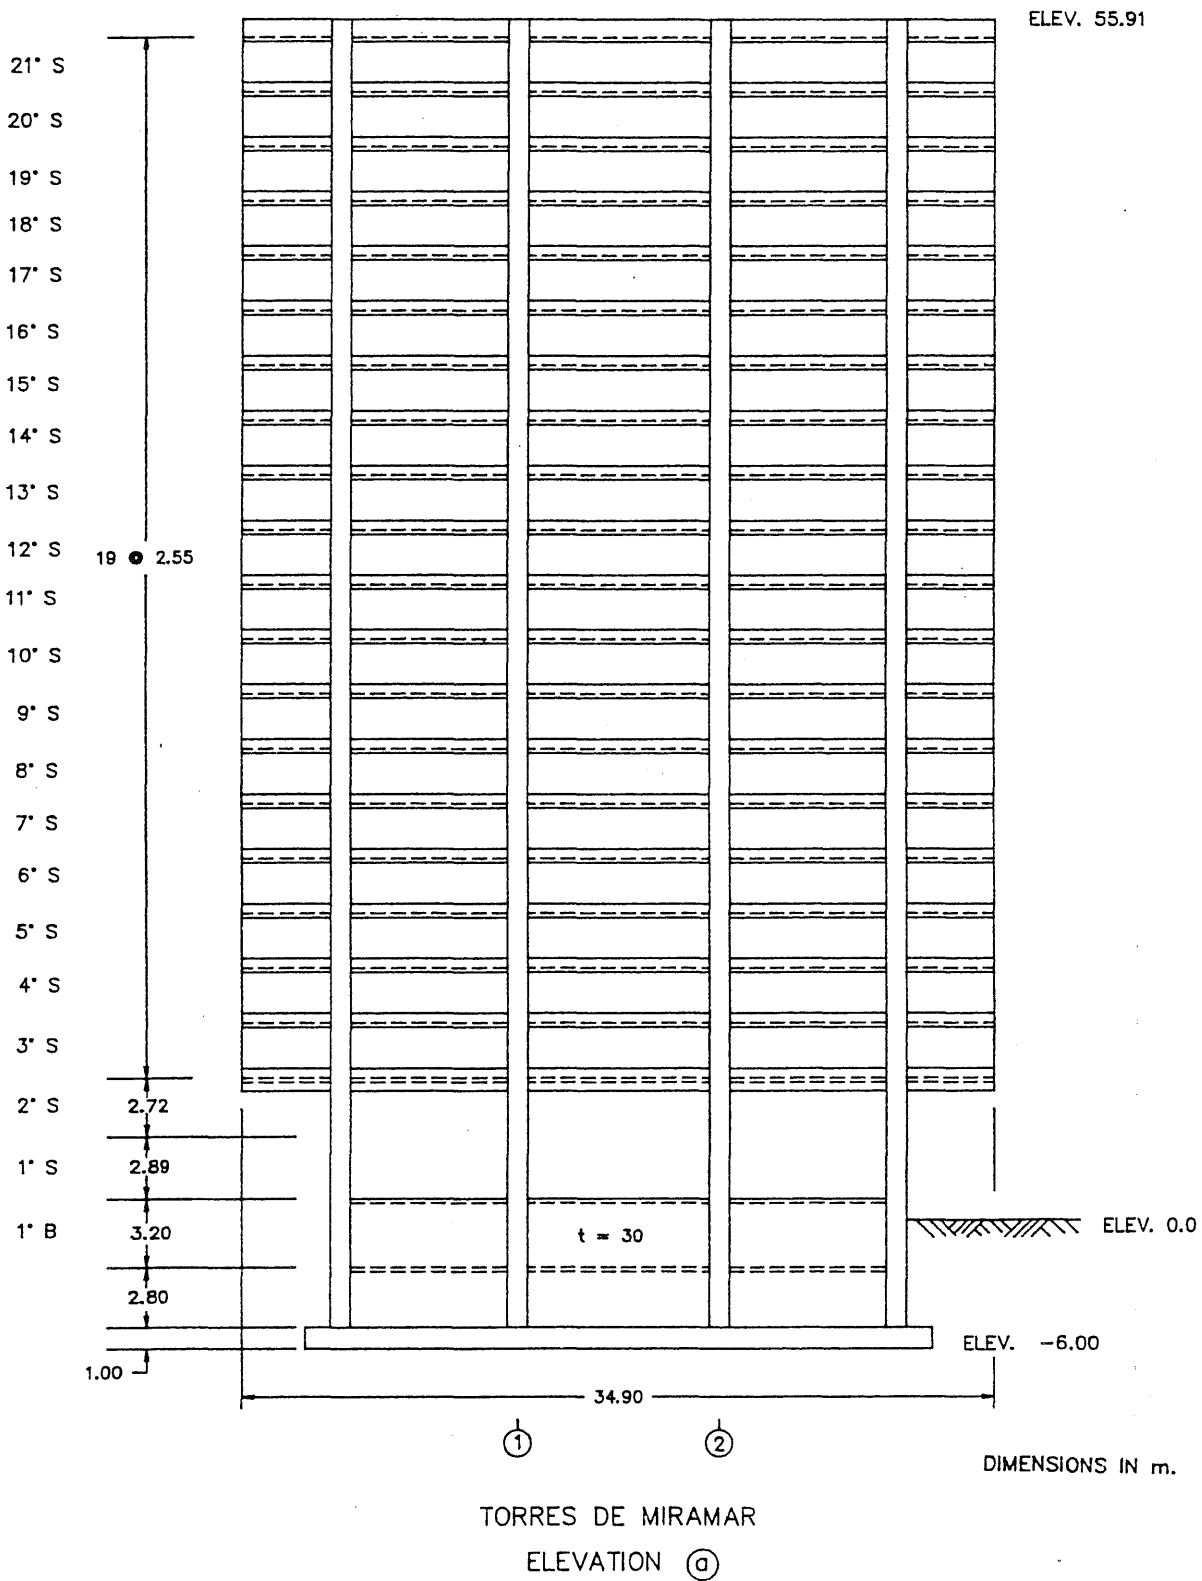 ELEV. 55.91
21° S
20° S
19° S
18° S
17° S
16° S
15° S
14° S
13° S
12° S
19 @ 2.55
11° S
10° S
9° S
8° S
7° S
6° S
5° S
4° S
3° S
2° S
2.72
1° S
2.89
1° B
3.20
t = 30
ELEV. 0.0
2.80
ELEV. -6.00
1.00
34.90
1
2
DIMENSIONS IN m.
TORRES DE MIRAMAR
ELEVATION a